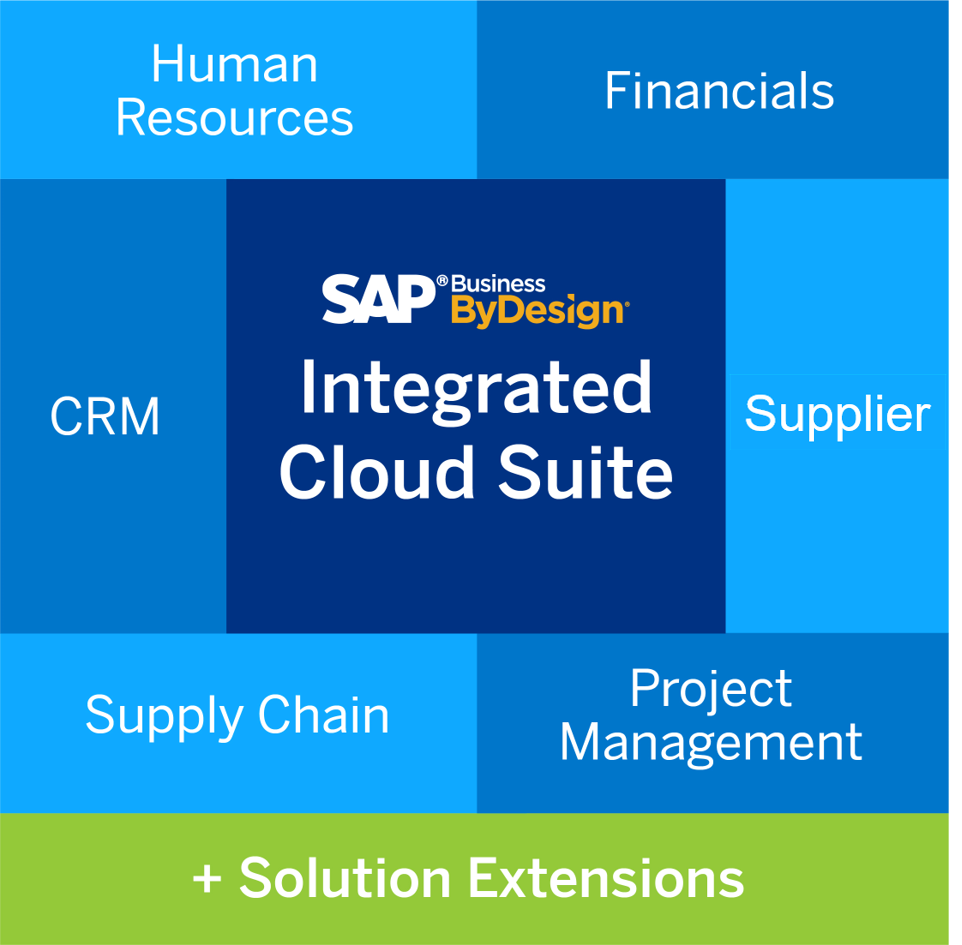 Human
Resources
Financials
SAP® Business
ByDesign®
Integrated
Cloud Suite
CRM
Supplier
Supply Chain
Project
Management
+ Solution Extensions